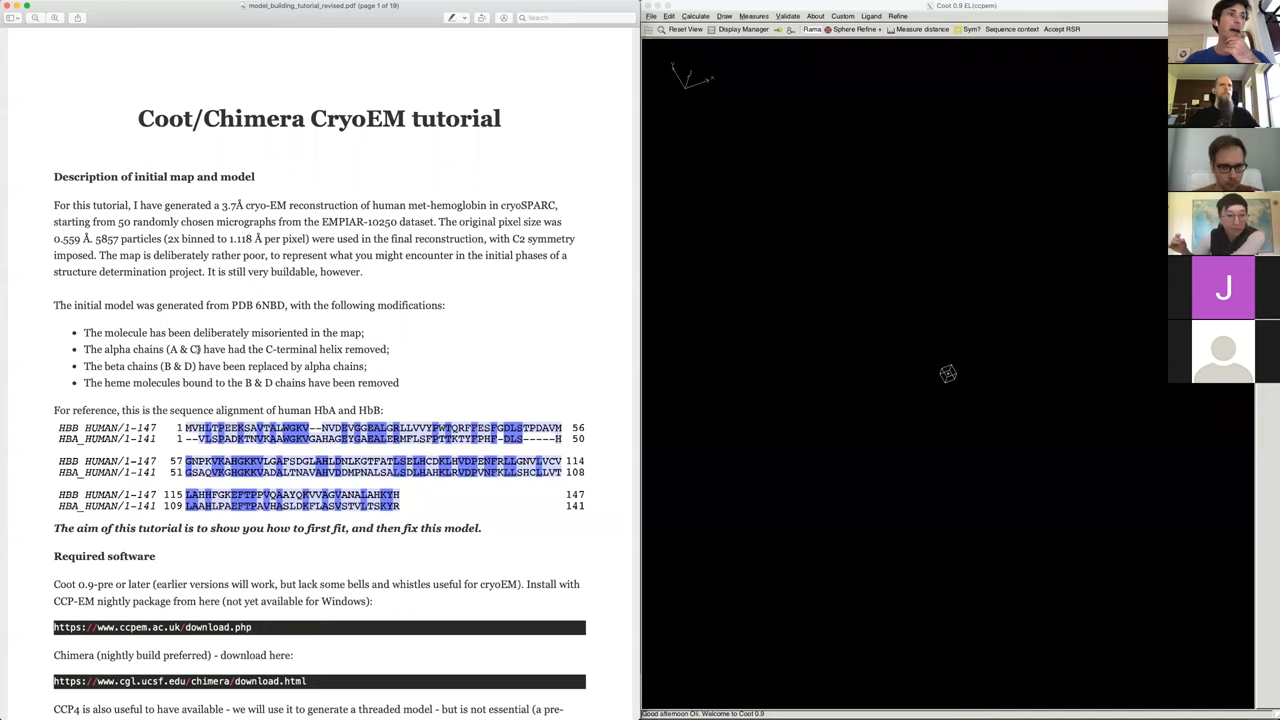 model_building_tutorial_revised.pdf (page 1 of 19)
Search
Coot/Chimera CryoEM tutorial
Description of initial map and model
For this tutorial, I have generated a 3.7Å cryo-EM reconstruction of human met-hemoglobin in cryoSPARC,
starting from 50 randomly chosen micrographs from the EMPIAR-10250 dataset. The original pixel size was
0.559 Å. 5857 particles (2x binned to 1.118 Å per pixel) were used in the final reconstruction, with C2 symmetry
imposed. The map is deliberately rather poor, to represent what you might encounter in the initial phases of a
structure determination project. It is still very buildable, however.
The initial model was generated from PDB 6NBD, with the following modifications:
• The molecule has been deliberately misoriented in the map;
• The alpha chains (A & C) have had the C-terminal helix removed;
• The beta chains (B & D) have been replaced by alpha chains;
• The heme molecules bound to the B & D chains have been removed
For reference, this is the sequence alignment of human HbA and HbB:
HBB_HUMAN/1-147 1 MVHLTPEEKSAVTALWGKV--NVDEVGGEALGRLLVVYPWTQRFFESFGDLSTPDAVM 56
HBA_HUMAN/1-141 1 --VLSPADKTNVKAAWGKVGAHAGEYGAEALERMFLSFPTTKTYFPHF-DLS-----H 50
HBB_HUMAN/1-147 57 GNPKVKAHGKKVLGAFSDGLAHLDNLKGTFATLSELHCDKLHVDPENFRLLGNVLVCV 114
HBA_HUMAN/1-141 51 GSAQVKGHGKKVADALTNAVAHVDDMPNALSALSDLHAHKLRVDPVNFKLLSHCLLVT 108
HBB_HUMAN/1-147 115 LAHHFGKEFTPPVQAAYQKVVAGVANALAHKYH 147
HBA_HUMAN/1-141 109 LAAHLPAEFTPAVHASLDKFLASVSTVLTSKYR 141
The aim of this tutorial is to show you how to first fit, and then fix this model.
Required software
Coot 0.9-pre or later (earlier versions will work, but lack some bells and whistles useful for cryoEM). Install with
CCP-EM nightly package from here (not yet available for Windows):
https://www.ccpem.ac.uk/download.php
Chimera (nightly build preferred) - download here:
https://www.cgl.ucsf.edu/chimera/download.html
CCP4 is also useful to have available - we will use it to generate a threaded model - but is not essential (a pre-
Coot 0.9 EL(ccpem)
File Edit Calculate Draw Measures Validate About Custom Ligand Refine
Reset View Display Manager Rama Sphere Refine + Measure distance Sym? Sequence context Accept RSR
Good afternoon Oli. Welcome to Coot 0.9
J